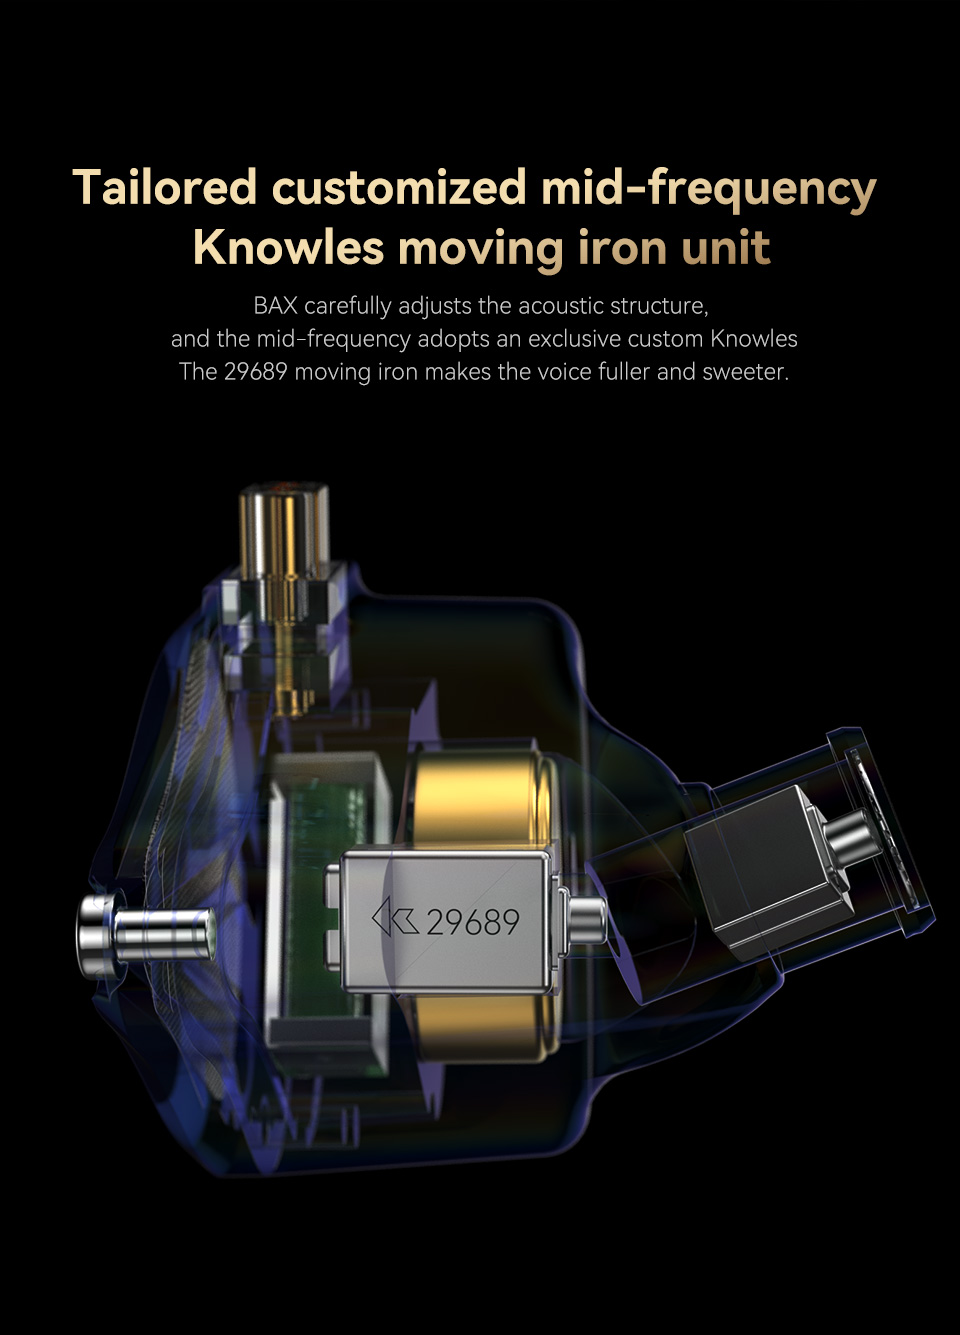 Tailored customized mid-frequency
Knowles moving iron unit
BAX carefully adjusts the acoustic structure,
and the mid-frequency adopts an exclusive custom Knowles
The 29689 moving iron makes the voice fuller and sweeter.
29689